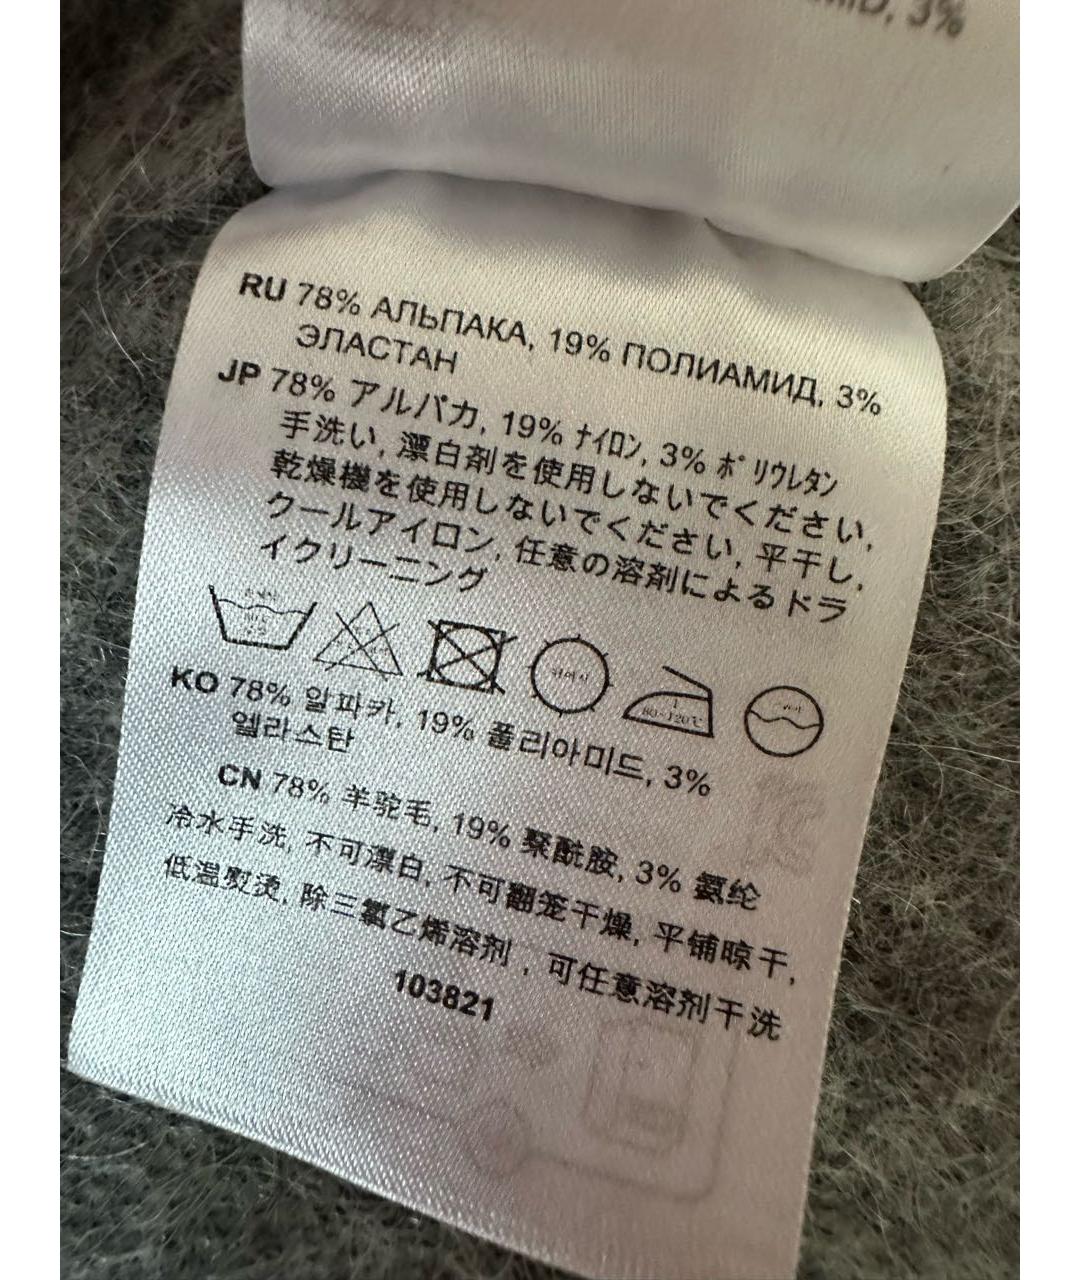 3%
RU 78% АЛЬПАКА, 19% ПОЛИАМИД, 3%
ЭЛАСТАН
JP 78% アルパカ, 19% ﾅｲﾛﾝ, 3% ﾎﾟﾘｳﾚﾀﾝ
手洗い, 漂白剤を使用しないでください,
乾燥機を使用しないでください, 平干し,
クールアイロン, 任意の溶剤によるドラ
イクリーニング
80~120℃
KO 78% 알파카, 19% 폴리아미드, 3%
엘라스탄
CN 78% 羊驼毛, 19% 聚酰胺, 3% 氨纶
冷水手洗, 不可漂白, 不可翻笼干燥, 平铺晾干,
低温熨烫, 除三氯乙烯溶剂，可任意溶剂干洗
103821